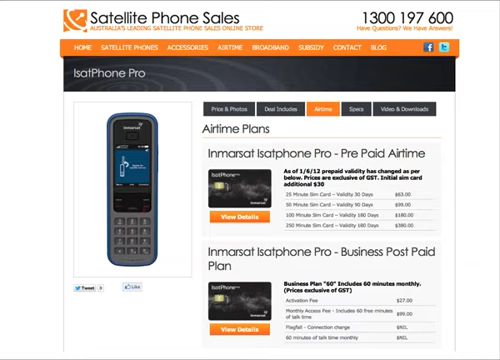 Satellite Phone Sales
AUSTRALIA'S LEADING SATELLITE PHONE SALES ONLINE STORE
1300 197 600
Have Questions? We Have Answers!
HOME SATELLITE PHONES ACCESSORIES AIRTIME BROADBAND SUBSIDY CONTACT BLOG
IsatPhone Pro
Price & Photos Deal Includes Airtime Specs Video & Downloads
Airtime Plans
inmarsat
Inmarsat Isatphone Pro - Pre Paid Airtime
IsatPhone
inmarsat
View Details
As of 1/6/12 prepaid validity has changed as per
below. Prices are exclusive of GST. Initial sim card
additional $30
25 Minute Sim Card – Validity 30 Days $63.00
50 Minute Sim Card – Validity 90 Days $99.00
100 Minute Sim Card – Validity 180 Days $180.00
250 Minute Sim Card – Validity 180 Days $380.00
Inmarsat Isatphone Pro - Business Post Paid
Plan
IsatPhone
inmarsat
View Details
Business Plan "60" Includes 60 minutes monthly.
(Prices exclusive of GST)
Activation Fee $27.00
Monthly Access Fee - Includes 60 free minutes
of talk time $99.00
Flagfall - Connection charge $NIL
60 minutes of talk time monthly $NIL
Tweet
Like